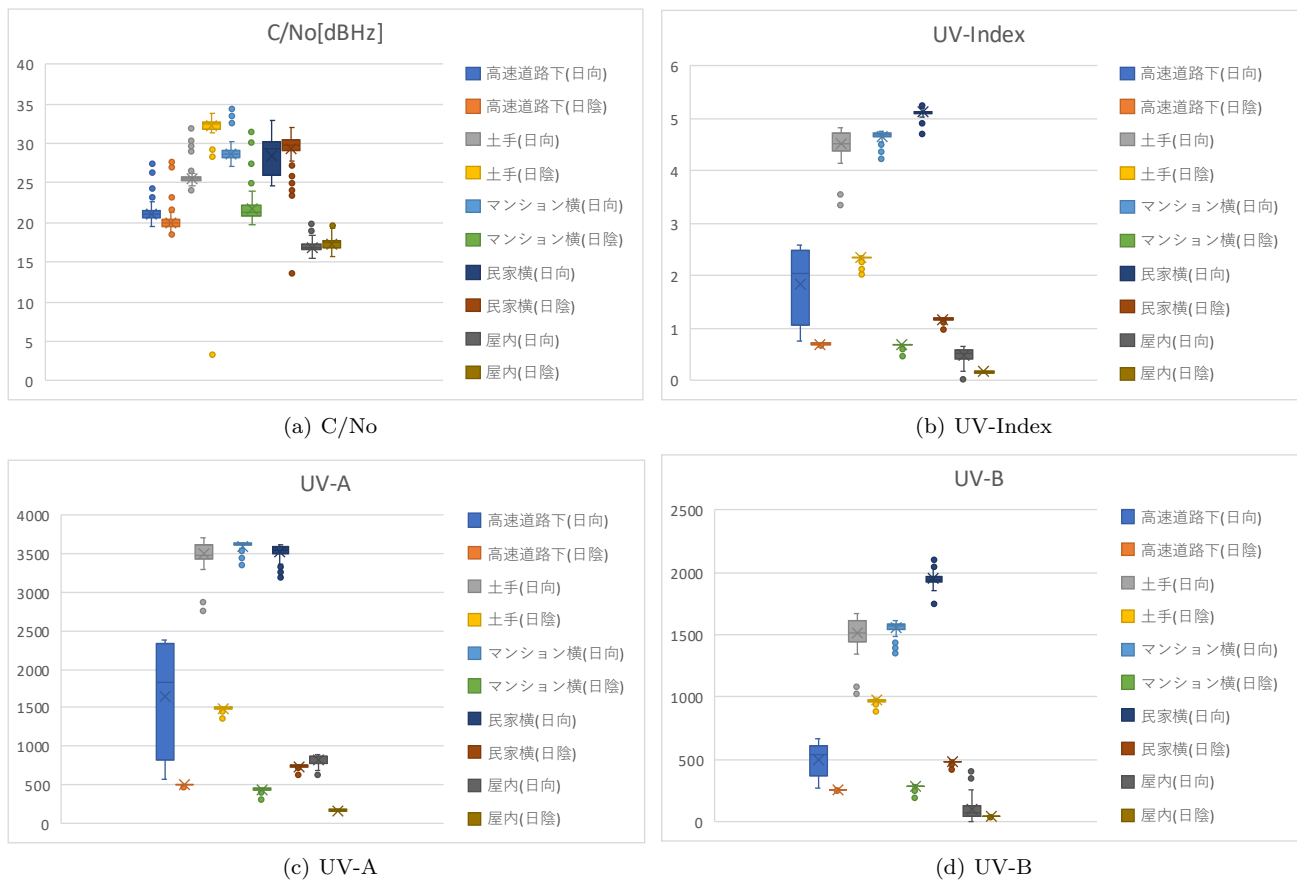 C/No[dBHz]
40
35
30
25
20
15
10
5
0
高速道路下(日向)
高速道路下(日陰)
土手(日向)
土手(日陰)
マンション横(日向)
マンション横(日陰)
民家横(日向)
民家横(日陰)
屋内(日向)
屋内(日陰)
(a) C/No
UV-Index
6
5
4
3
2
1
0
高速道路下(日向)
高速道路下(日陰)
土手(日向)
土手(日陰)
マンション横(日向)
マンション横(日陰)
民家横(日向)
民家横(日陰)
屋内(日向)
屋内(日陰)
(b) UV-Index
UV-A
4000
3500
3000
2500
2000
1500
1000
500
0
高速道路下(日向)
高速道路下(日陰)
土手(日向)
土手(日陰)
マンション横(日向)
マンション横(日陰)
民家横(日向)
民家横(日陰)
屋内(日向)
屋内(日陰)
(c) UV-A
UV-B
2500
2000
1500
1000
500
0
高速道路下(日向)
高速道路下(日陰)
土手(日向)
土手(日陰)
マンション横(日向)
マンション横(日陰)
民家横(日向)
民家横(日陰)
屋内(日向)
屋内(日陰)
(d) UV-B